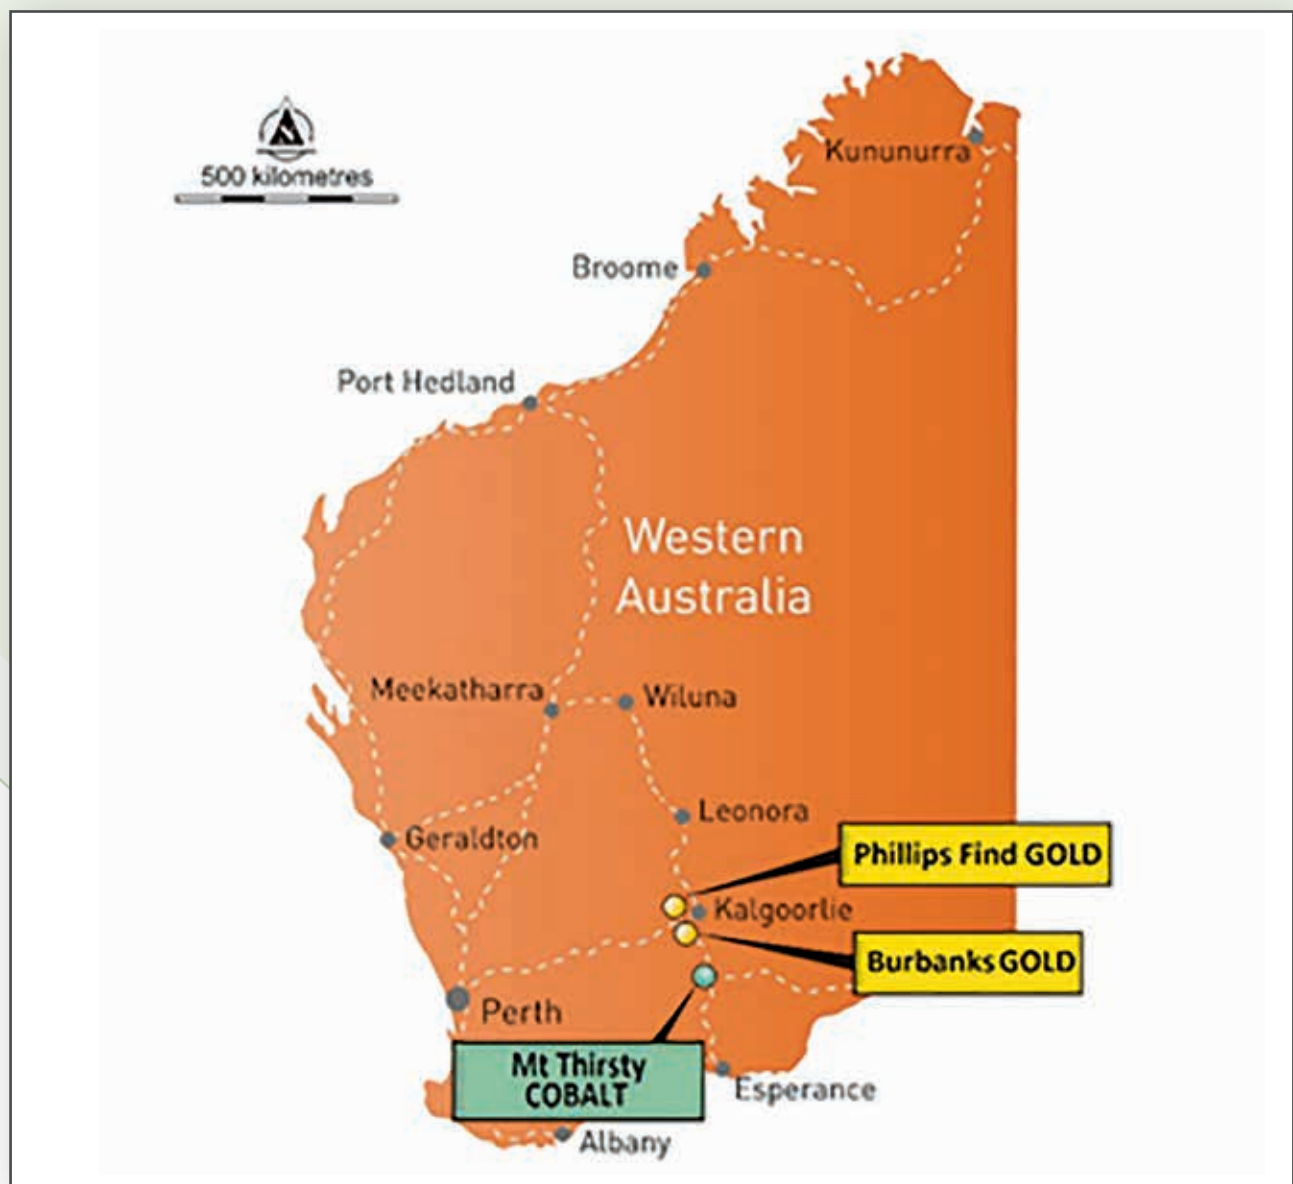 N
500 kilometres
Kununurra
Broome
Port Hedland
Western
Australia
Meekatharra
Wiluna
Leonora
Geraldton
Phillips Find GOLD
Kalgoorlie
Burbanks GOLD
Perth
Mt Thirsty
COBALT
Esperance
Albany